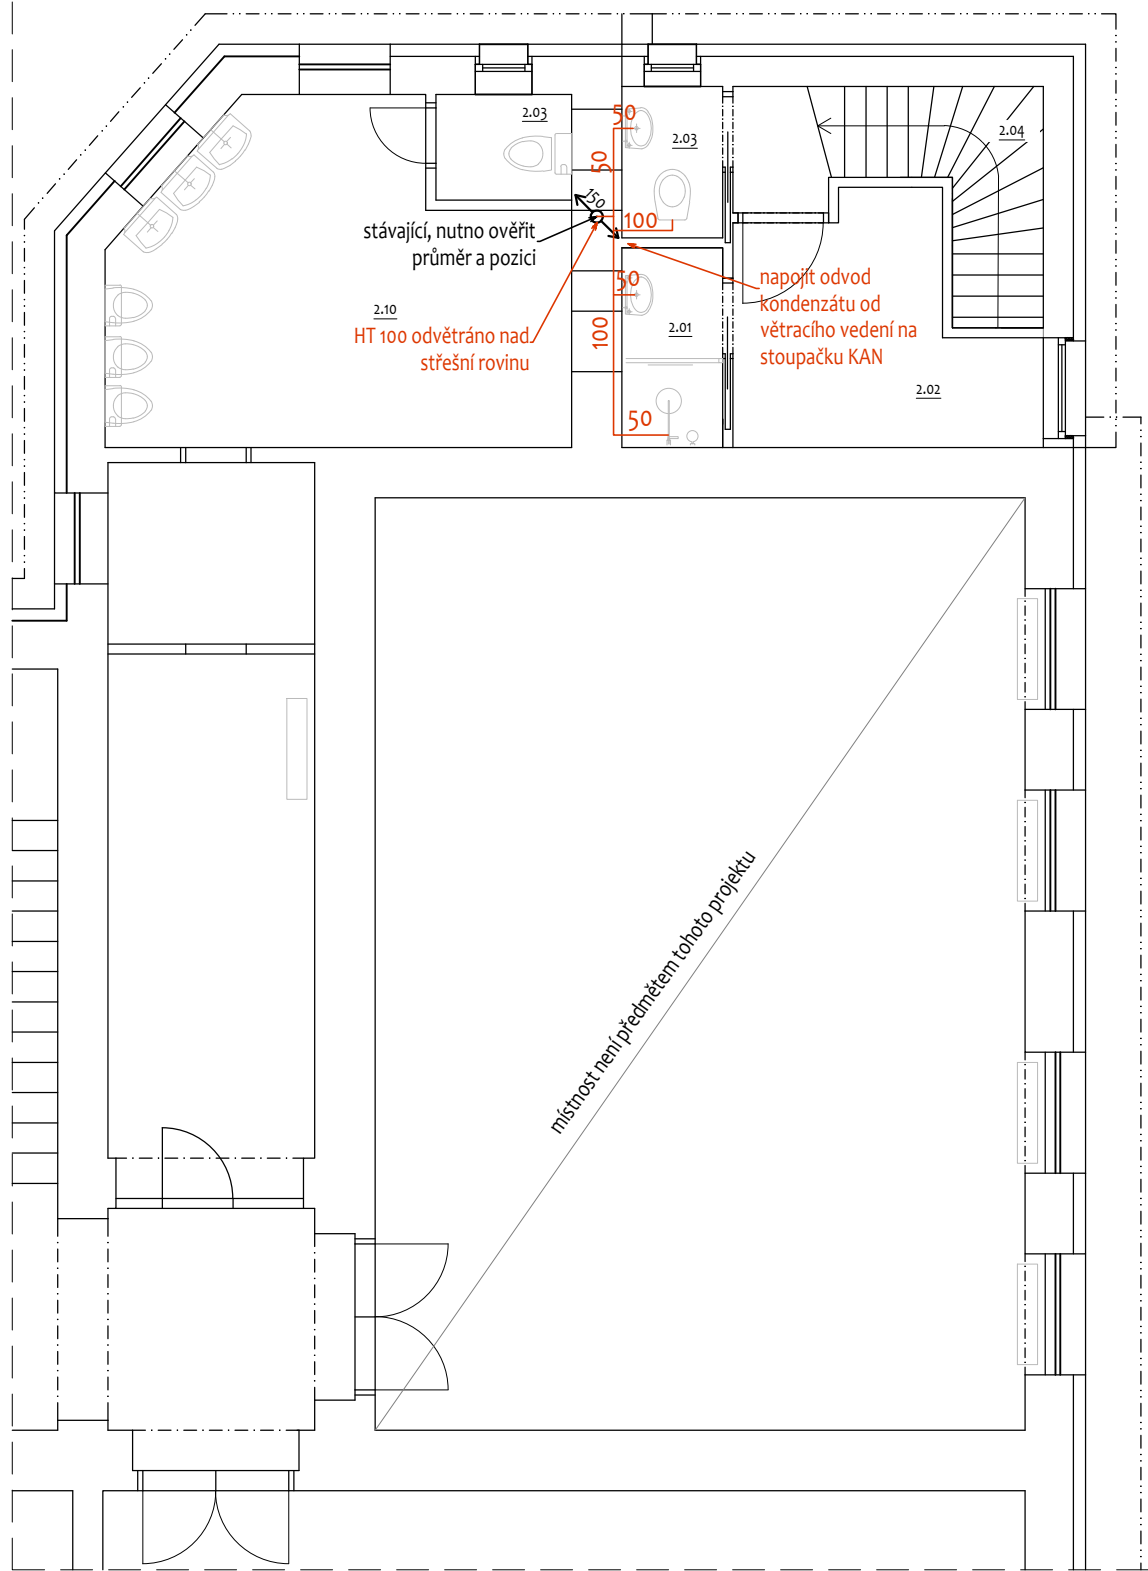 2.03
50
2.03
2.04
50
150
100
stávající, nutno ověřit
průměr a pozici
50
napojit odvod
kondenzátu od
větracího vedení na
stoupačku KAN
2.10
HT 100 odvětráno nad
střešní rovinu
100
2.01
2.02
50
místnost není předmětem tohoto projektu